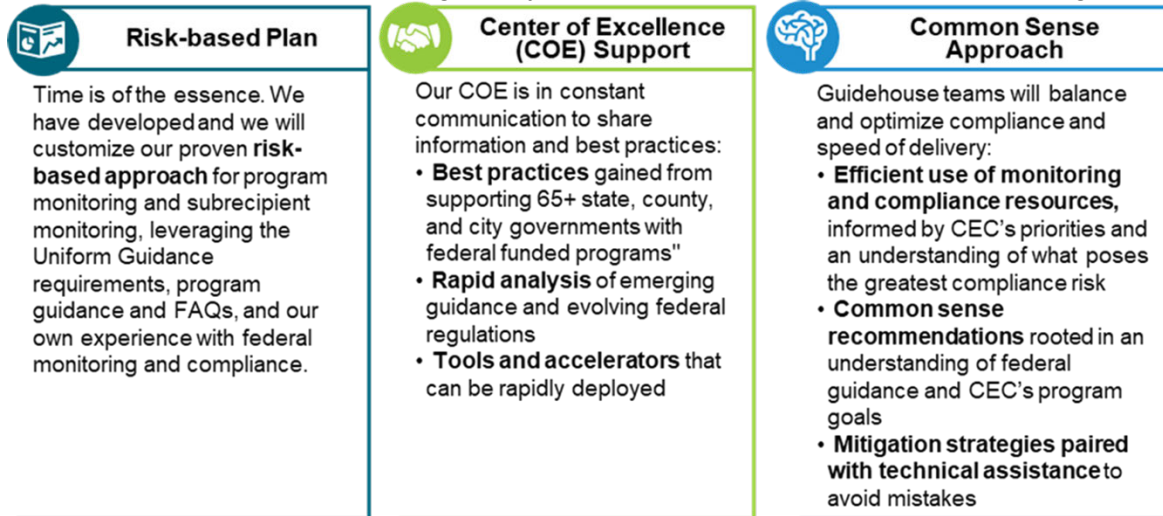 Risk-based Plan
Time is of the essence. We
have developed and we will
customize our proven risk-
based approach for program
monitoring and subrecipient
monitoring, leveraging the
Uniform Guidance
requirements, program
guidance and FAQs, and our
own experience with federal
monitoring and compliance.
Center of Excellence
(COE) Support
Our COE is in constant
communication to share
information and best practices:
• Best practices gained from
supporting 65+ state, county,
and city governments with
federal funded programs"
• Rapid analysis of emerging
guidance and evolving federal
regulations
• Tools and accelerators that
can be rapidly deployed
Common Sense
Approach
Guidehouse teams will balance
and optimize compliance and
speed of delivery:
• Efficient use of monitoring
and compliance resources,
informed by CEC's priorities and
an understanding of what poses
the greatest compliance risk
• Common sense
recommendations rooted in an
understanding of federal
guidance and CEC's program
goals
• Mitigation strategies paired
with technical assistance to
avoid mistakes